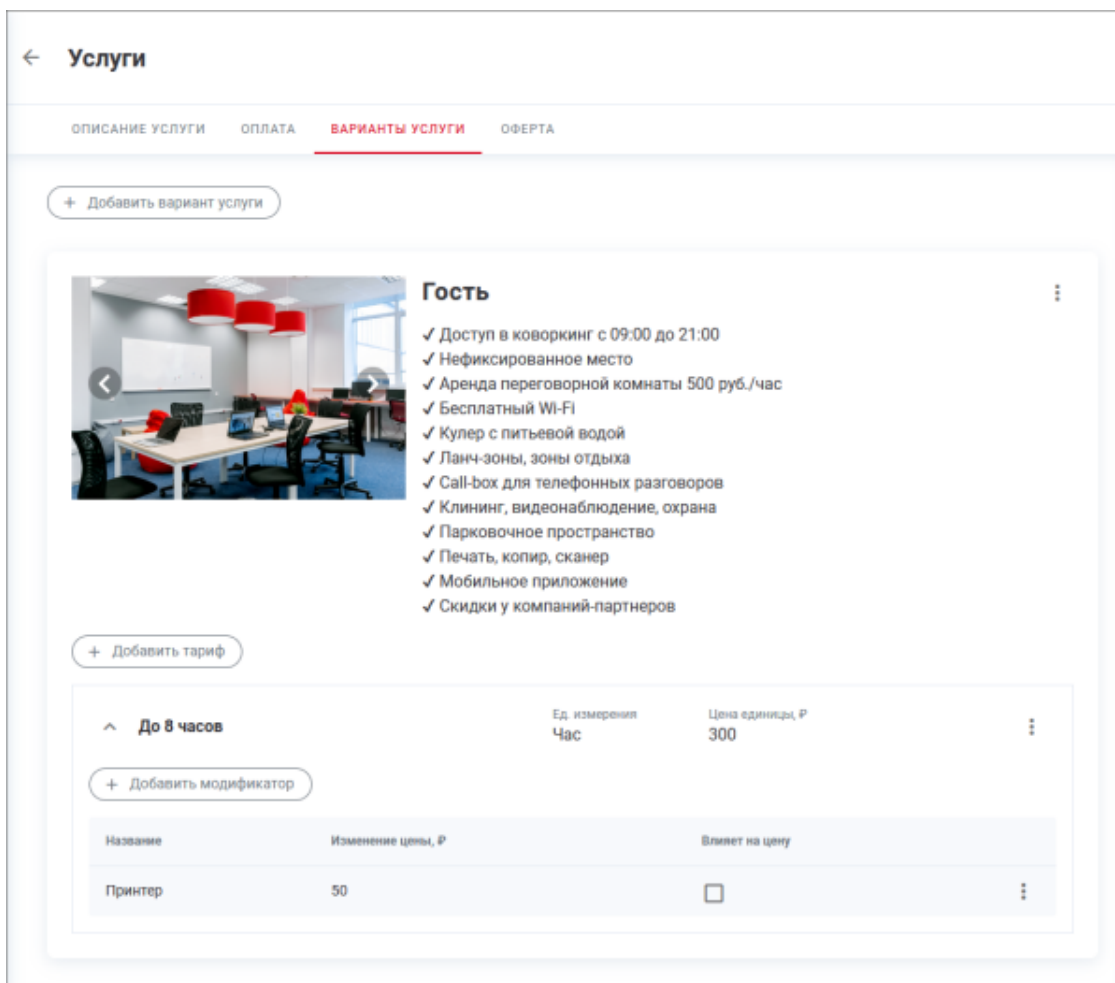 Услуги
ОПИСАНИЕ УСЛУГИ ОПЛАТА ВАРИАНТЫ УСЛУГИ ОФЕРТА
+ Добавить вариант услуги
Гость
✓ Доступ в коворкинг с 09:00 до 21:00
✓ Нефиксированное место
✓ Аренда переговорной комнаты 500 руб./час
✓ Бесплатный Wi-Fi
✓ Кулер с питьевой водой
✓ Ланч-зоны, зоны отдыха
✓ Call-box для телефонных разговоров
✓ Клининг, видеонаблюдение, охрана
✓ Парковочное пространство
✓ Печать, копир, сканер
✓ Мобильное приложение
✓ Скидки у компаний-партнеров
+ Добавить тариф
До 8 часов
Ед. измерения
Час
Цена единицы, ₽
300
+ Добавить модификатор
Название Изменение цены, ₽ Влияет на цену
Принтер 50